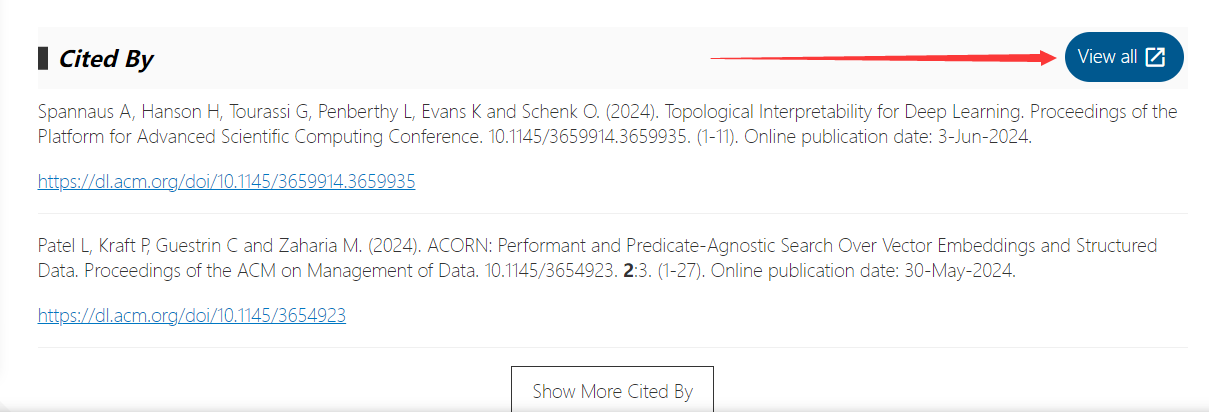 Cited By
View all
Spannaus A, Hanson H, Tourassi G, Penberthy L, Evans K and Schenk O. (2024). Topological Interpretability for Deep Learning. Proceedings of the
Platform for Advanced Scientific Computing Conference. 10.1145/3659914.3659935. (1-11). Online publication date: 3-Jun-2024.
https://dl.acm.org/doi/10.1145/3659914.3659935
Patel L, Kraft P, Guestrin C and Zaharia M. (2024). ACORN: Performant and Predicate-Agnostic Search Over Vector Embeddings and Structured
Data. Proceedings of the ACM on Management of Data. 10.1145/3654923. 2:3. (1-27). Online publication date: 30-May-2024.
https://dl.acm.org/doi/10.1145/3654923
Show More Cited By